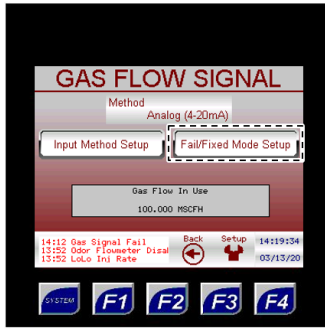 GAS FLOW SIGNAL
Method
Analog (4-20mA)
Input Method Setup
Fail/Fixed Mode Setup
Gas Flow In Use
100.000 MSCFH
14:12 Gas Signal Fail
13:52 Odor Flowmeter Disa
13:52 LoLo Inj Rate
Back
Setup
14:19:34
03/13/20
SYSTEM
F1
F2
F3
F4